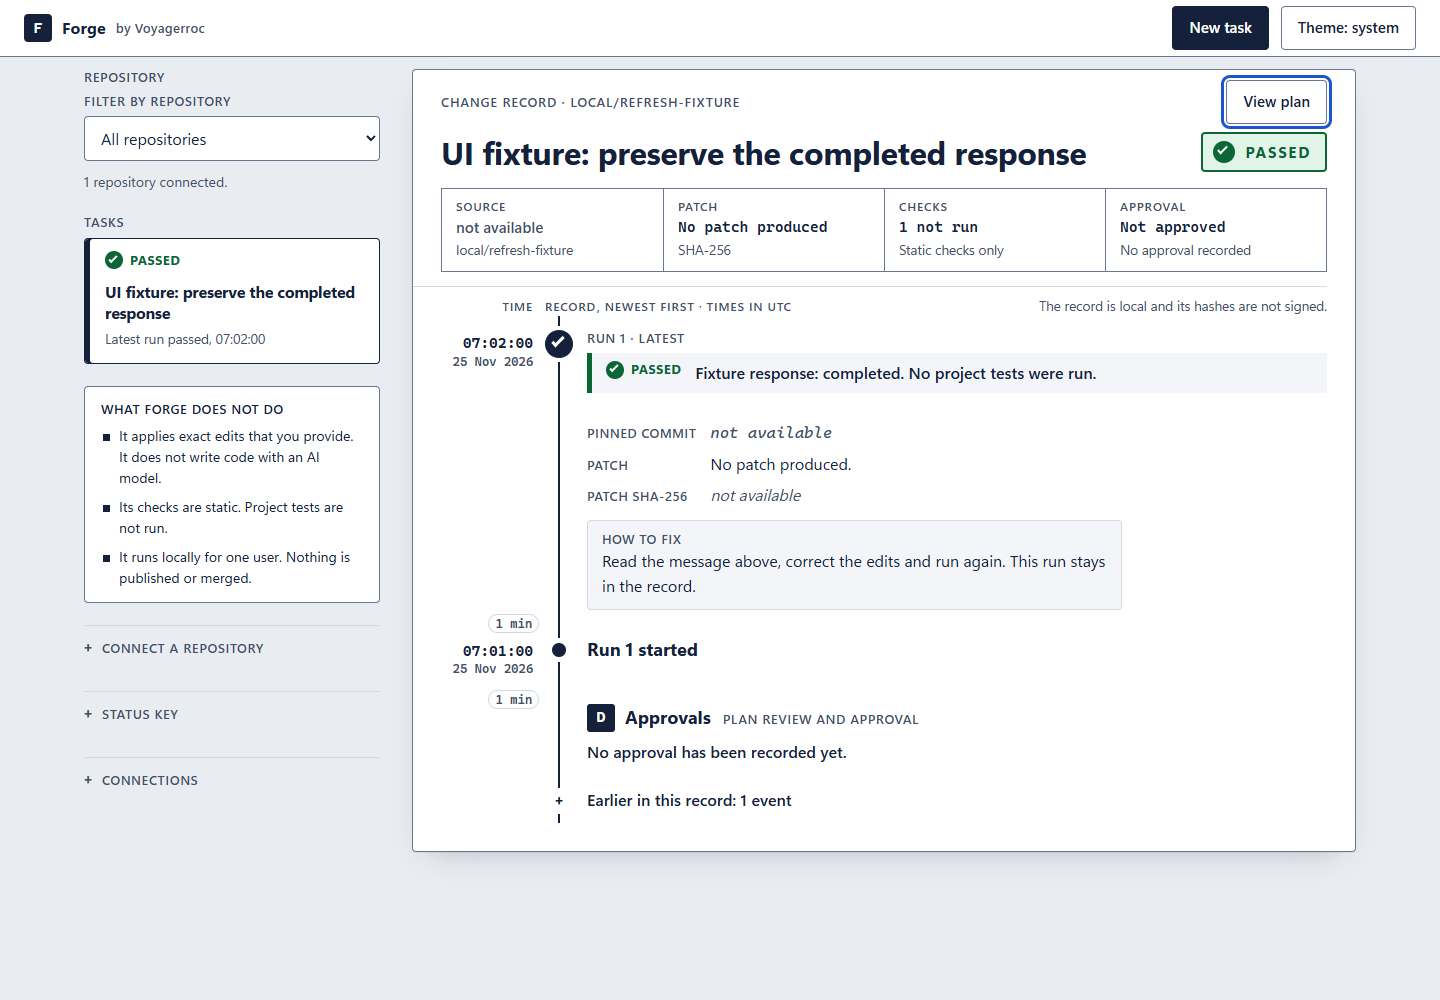 F Forge by Voyagerroc
New task
Theme: system
REPOSITORY
FILTER BY REPOSITORY
All repositories
1 repository connected.
TASKS
PASSED
UI fixture: preserve the completed
response
Latest run passed, 07:02:00
WHAT FORGE DOES NOT DO
It applies exact edits that you provide.
It does not write code with an AI
model.
Its checks are static. Project tests are
not run.
It runs locally for one user. Nothing is
published or merged.
+ CONNECT A REPOSITORY
+ STATUS KEY
+ CONNECTIONS
CHANGE RECORD · LOCAL/REFRESH-FIXTURE
View plan
UI fixture: preserve the completed response
PASSED
SOURCE
not available
local/refresh-fixture
PATCH
No patch produced
SHA-256
CHECKS
1 not run
Static checks only
APPROVAL
Not approved
No approval recorded
TIME RECORD, NEWEST FIRST · TIMES IN UTC
The record is local and its hashes are not signed.
07:02:00
25 Nov 2026
RUN 1 · LATEST
PASSED Fixture response: completed. No project tests were run.
PINNED COMMIT not available
PATCH No patch produced.
PATCH SHA-256 not available
HOW TO FIX
Read the message above, correct the edits and run again. This run stays
in the record.
1 min
07:01:00
25 Nov 2026
Run 1 started
1 min
D Approvals PLAN REVIEW AND APPROVAL
No approval has been recorded yet.
+ Earlier in this record: 1 event